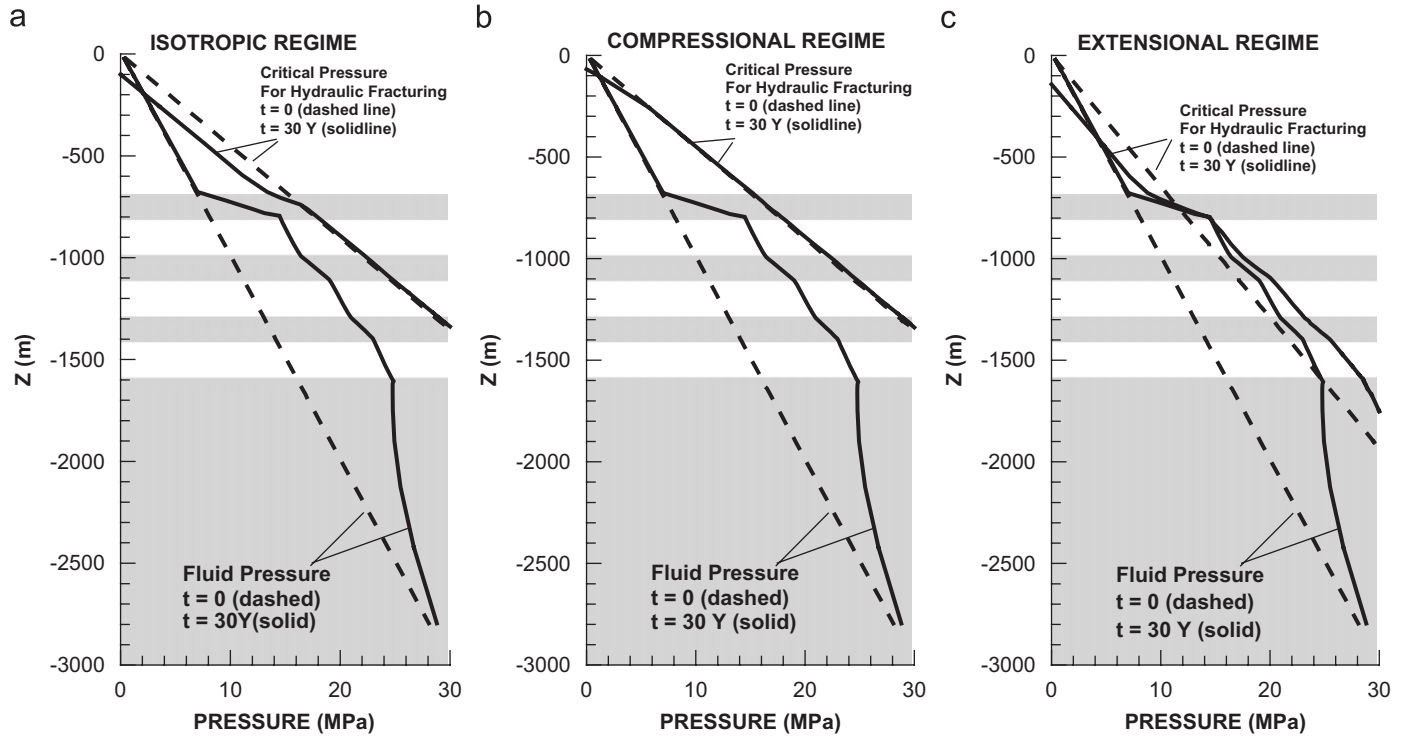 a
ISOTROPIC REGIME
Critical Pressure
For Hydraulic Fracturing
t = 0 (dashed line)
t = 30 Y (solidline)
0
-500
-1000
-1500
-2000
-2500
-3000
Z (m)
Fluid Pressure
t = 0 (dashed)
t = 30Y(solid)
0
10
20
30
PRESSURE (MPa)
b
COMPRESSIONAL REGIME
Critical Pressure
For Hydraulic Fracturing
t = 0 (dashed line)
t = 30 Y (solidline)
0
-500
-1000
-1500
-2000
-2500
-3000
Z (m)
Fluid Pressure
t = 0 (dashed)
t = 30 Y (solid)
0
10
20
30
PRESSURE (MPa)
c
EXTENSIONAL REGIME
Critical Pressure
For Hydraulic Fracturing
t = 0 (dashed line)
t = 30 Y (solidline)
0
-500
-1000
-1500
-2000
-2500
-3000
Z (m)
Fluid Pressure
t = 0 (dashed)
t = 30 Y (solid)
0
10
20
30
PRESSURE (MPa)